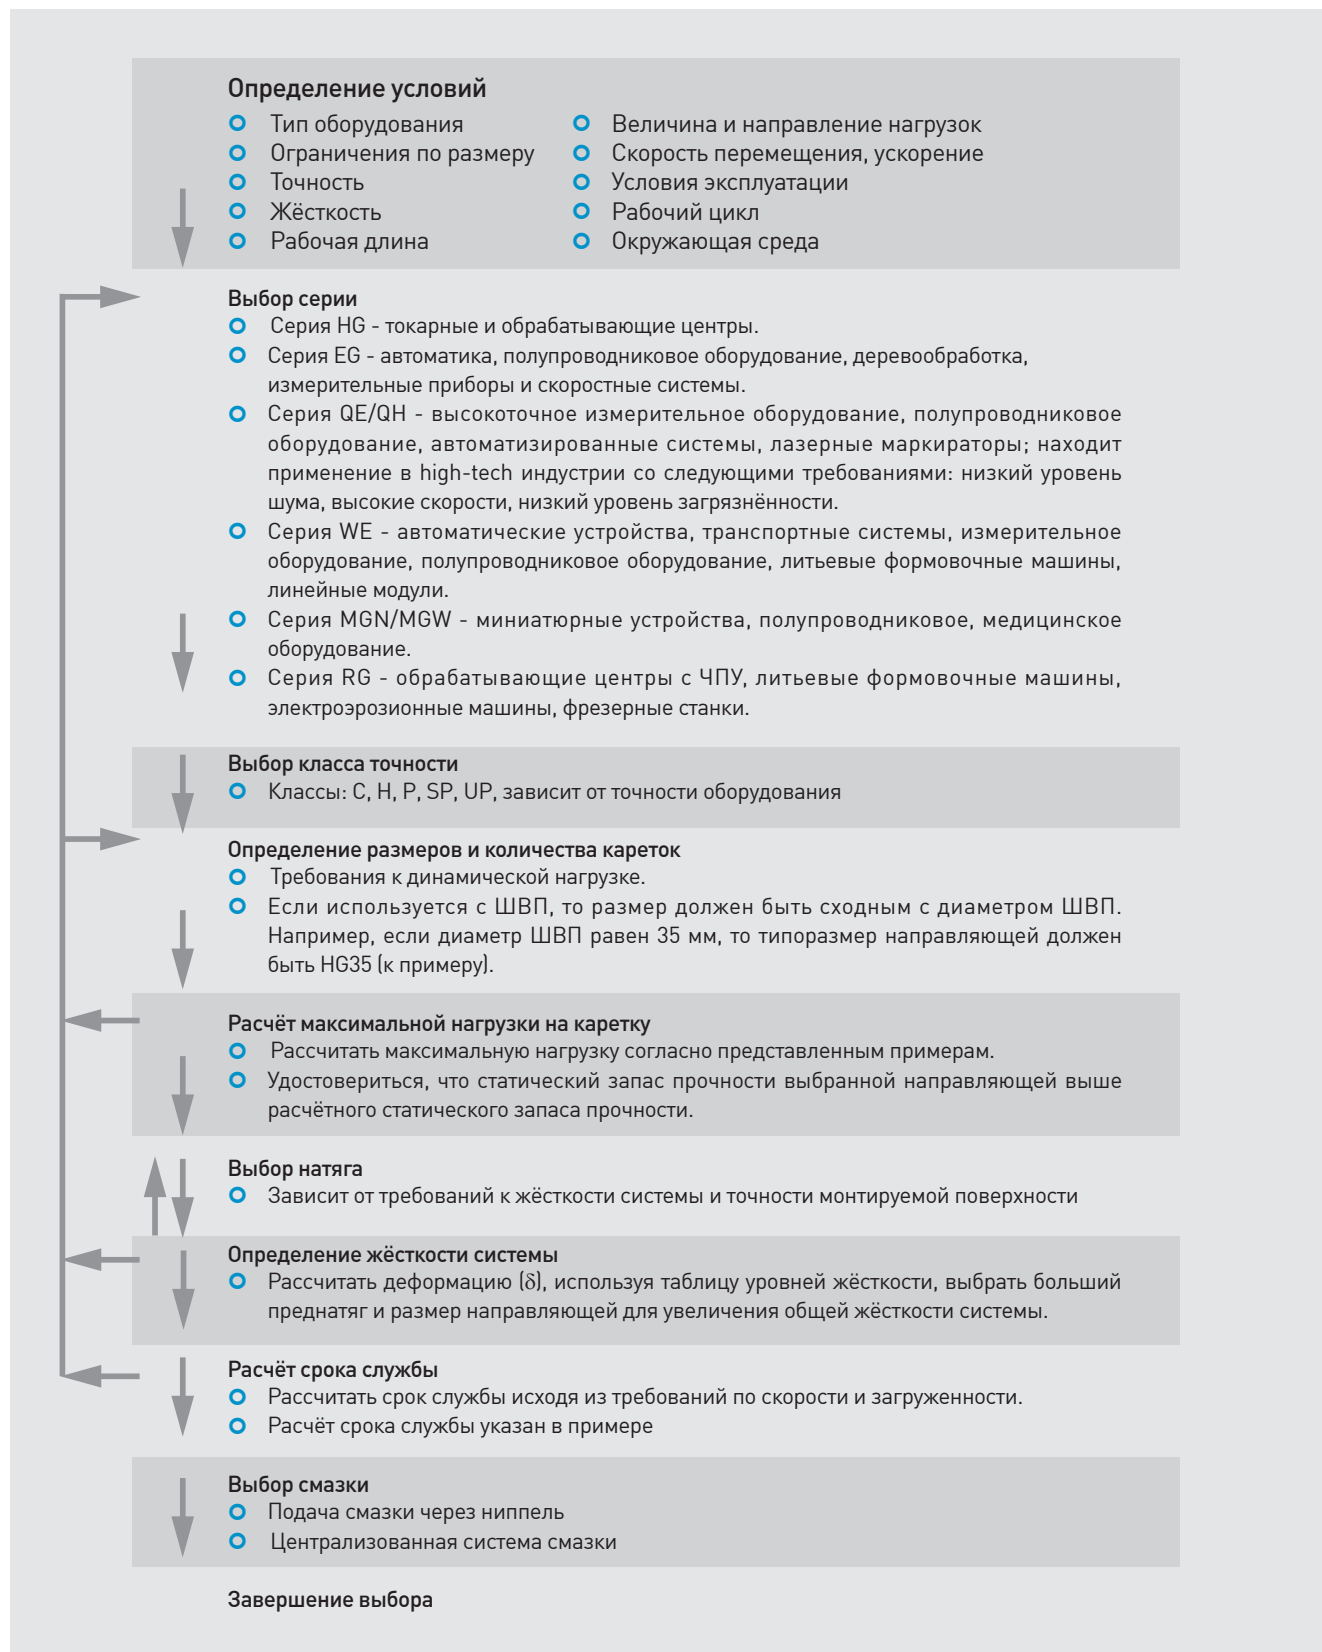 Определение условий
Тип оборудования
Ограничения по размеру
Точность
Жёсткость
Рабочая длина
Величина и направление нагрузок
Скорость перемещения, ускорение
Условия эксплуатации
Рабочий цикл
Окружающая среда
Выбор серии
Серия HG - токарные и обрабатывающие центры.
Серия EG - автоматика, полупроводниковое оборудование, деревообработка,
измерительные приборы и скоростные системы.
Серия QE/QH - высокоточное измерительное оборудование, полупроводниковое
оборудование, автоматизированные системы, лазерные маркираторы; находит
применение в high-tech индустрии со следующими требованиями: низкий уровень
шума, высокие скорости, низкий уровень загрязнённости.
Серия WE - автоматические устройства, транспортные системы, измерительное
оборудование, полупроводниковое оборудование, литьевые формовочные машины,
линейные модули.
Серия MGN/MGW - миниатюрные устройства, полупроводниковое, медицинское
оборудование.
Серия RG - обрабатывающие центры с ЧПУ, литьевые формовочные машины,
электроэрозионные машины, фрезерные станки.
Выбор класса точности
Классы: C, H, P, SP, UP, зависит от точности оборудования
Определение размеров и количества кареток
Требования к динамической нагрузке.
Если используется с ШВП, то размер должен быть сходным с диаметром ШВП.
Например, если диаметр ШВП равен 35 мм, то типоразмер направляющей должен
быть HG35 (к примеру).
Расчёт максимальной нагрузки на каретку
Рассчитать максимальную нагрузку согласно представленным примерам.
Удостовериться, что статический запас прочности выбранной направляющей выше
расчётного статического запаса прочности.
Выбор натяга
Зависит от требований к жёсткости системы и точности монтируемой поверхности
Определение жёсткости системы
Рассчитать деформацию (δ), используя таблицу уровней жёсткости, выбрать больший
преднатяг и размер направляющей для увеличения общей жёсткости системы.
Расчёт срока службы
Рассчитать срок службы исходя из требований по скорости и загруженности.
Расчёт срока службы указан в примере
Выбор смазки
Подача смазки через ниппель
Централизованная система смазки
Завершение выбора